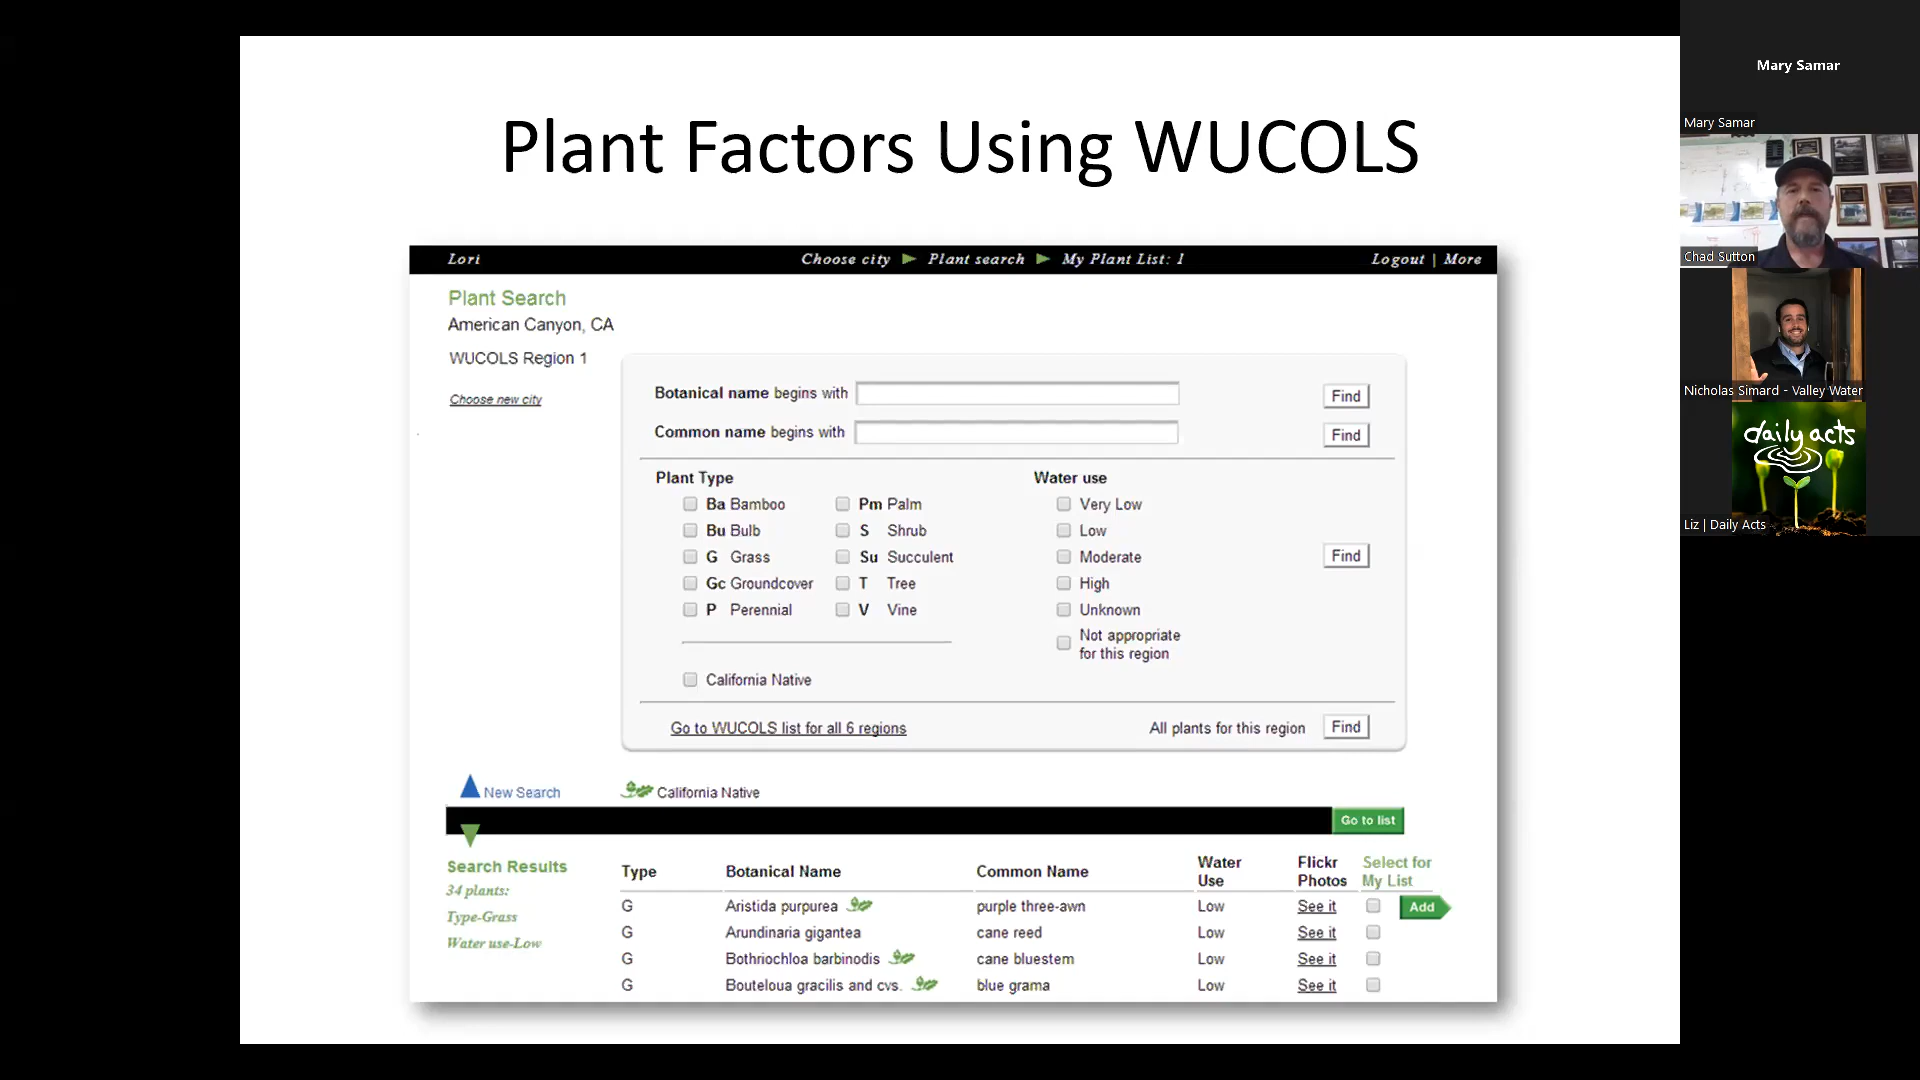 Plant Factors Using WUCOLS
Lori Choose city Plant search My Plant List: 1 Logout | More
Plant Search
American Canyon, CA
WUCOLS Region 1
Choose new city
Botanical name begins with Find
Common name begins with Find
Plant Type Water use
Ba Bamboo Pm Palm Very Low
Bu Bulb S Shrub Low
G Grass Su Succulent Moderate Find
Gc Groundcover T Tree High
P Perennial V Vine Unknown
Not appropriate
for this region
California Native
Go to WUCOLS list for all 6 regions All plants for this region Find
New Search California Native
Go to list
Search Results
34 plants:
Type-Grass
Water use-Low
Type Botanical Name Common Name Water Use Flickr Photos Select for My List
G Aristida purpurea purple three-awn Low See it Add
G Arundinaria gigantea cane reed Low See it
G Bothriochloa barbinodis cane bluestem Low See it
G Bouteloua gracilis and cvs. blue grama Low See it
Mary Samar
Mary Samar
Chad Sutton
Nicholas Simard - Valley Water
daily acts
Liz | Daily Acts